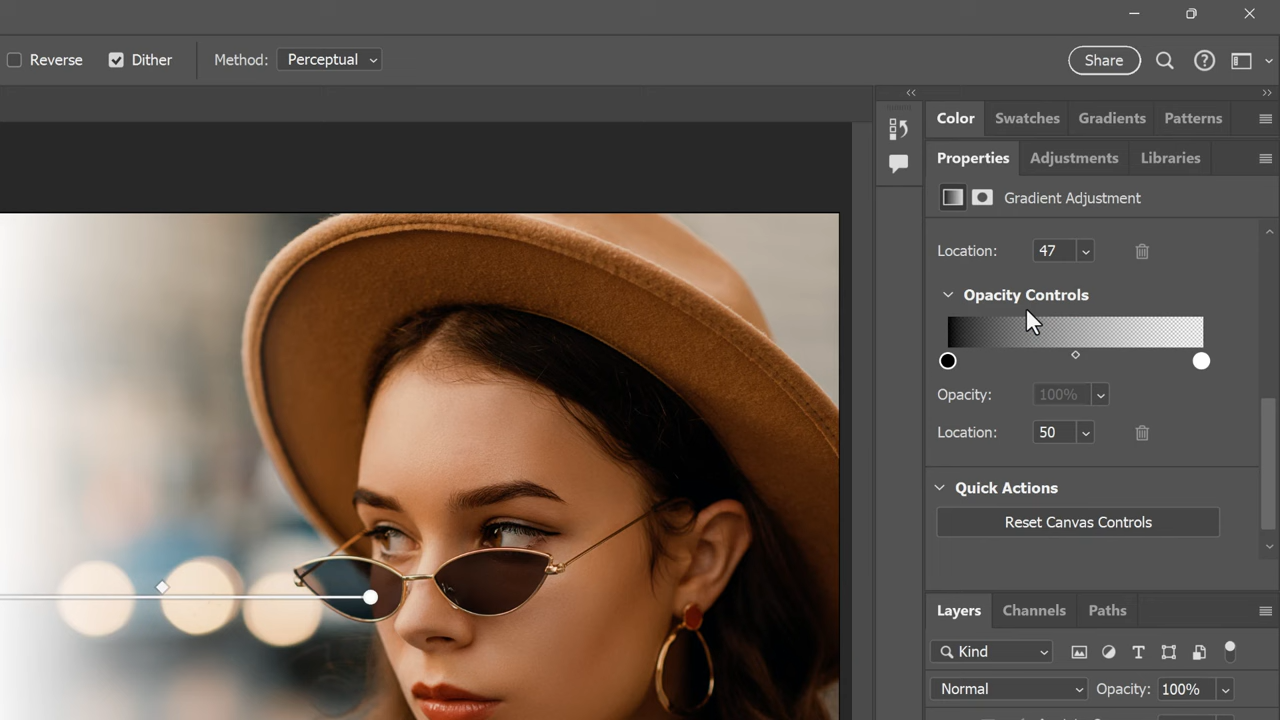 Reverse Dither Method: Perceptual Share
Color Swatches Gradients Patterns
Properties Adjustments Libraries
Gradient Adjustment
Location: 47
Opacity Controls
Opacity: 100%
Location: 50
Quick Actions
Reset Canvas Controls
Layers Channels Paths
Kind
Normal Opacity: 100%